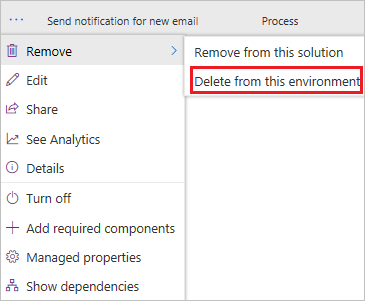 ... Send notification for new email Process
Remove
Remove from this solution
Edit
Delete from this environment
Share
See Analytics
Details
Turn off
Add required components
Managed properties
Show dependencies